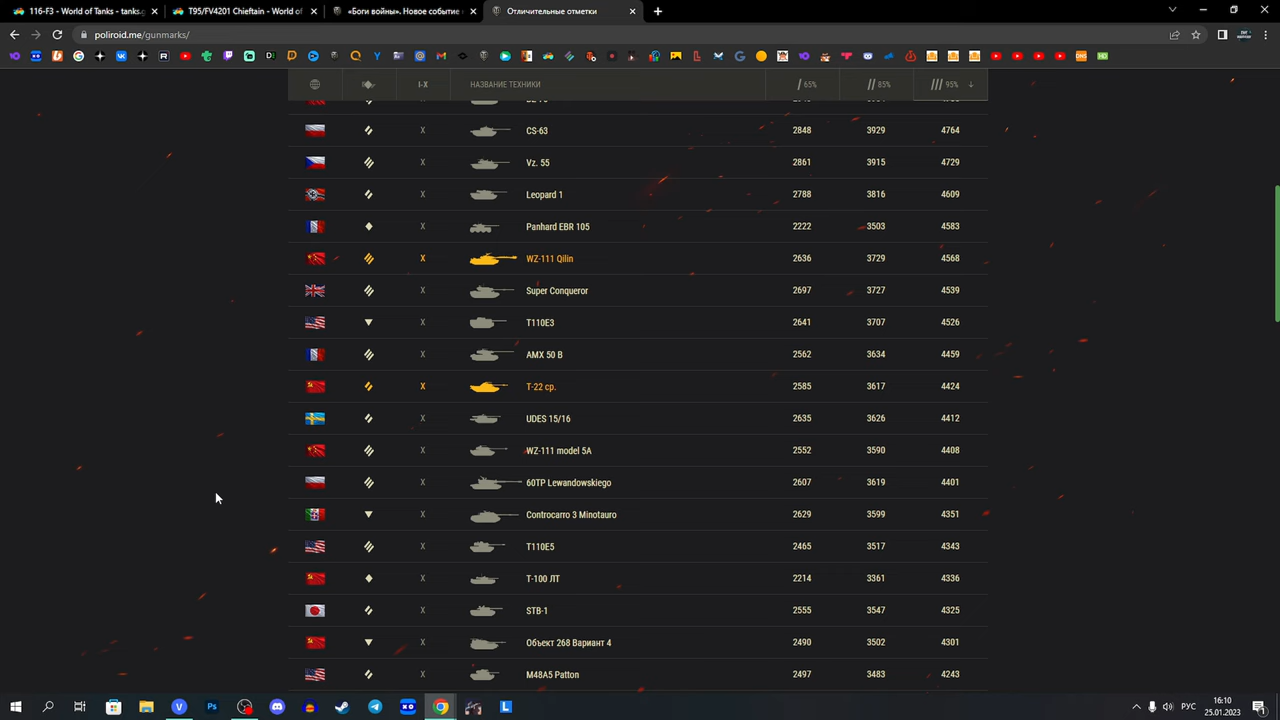 116-F3 - World of Tanks - tanks.g
T95/FV4201 Chieftain - World of
«Боги войны». Новое событие
Отличительные отметки
poliroid.me/gunmarks/
I-X НАЗВАНИЕ ТЕХНИКИ 65% 85% 95%
X CS-63 2848 3929 4764
X Vz. 55 2861 3915 4729
X Leopard 1 2788 3816 4609
X Panhard EBR 105 2222 3503 4583
X WZ-111 Qilin 2636 3729 4568
X Super Conqueror 2697 3727 4539
X T110E3 2641 3707 4526
X AMX 50 B 2562 3634 4459
X Т-22 ср. 2585 3617 4424
X UDES 15/16 2635 3626 4412
X WZ-111 model 5A 2552 3590 4408
X 60TP Lewandowskiego 2607 3619 4401
X Controcarro 3 Minotauro 2629 3599 4351
X T110E5 2465 3517 4343
X Т-100 ЛТ 2214 3361 4336
X STB-1 2555 3547 4325
X Объект 268 Вариант 4 2490 3502 4301
X M48A5 Patton 2497 3483 4243
РУС
16:10
25.01.2023